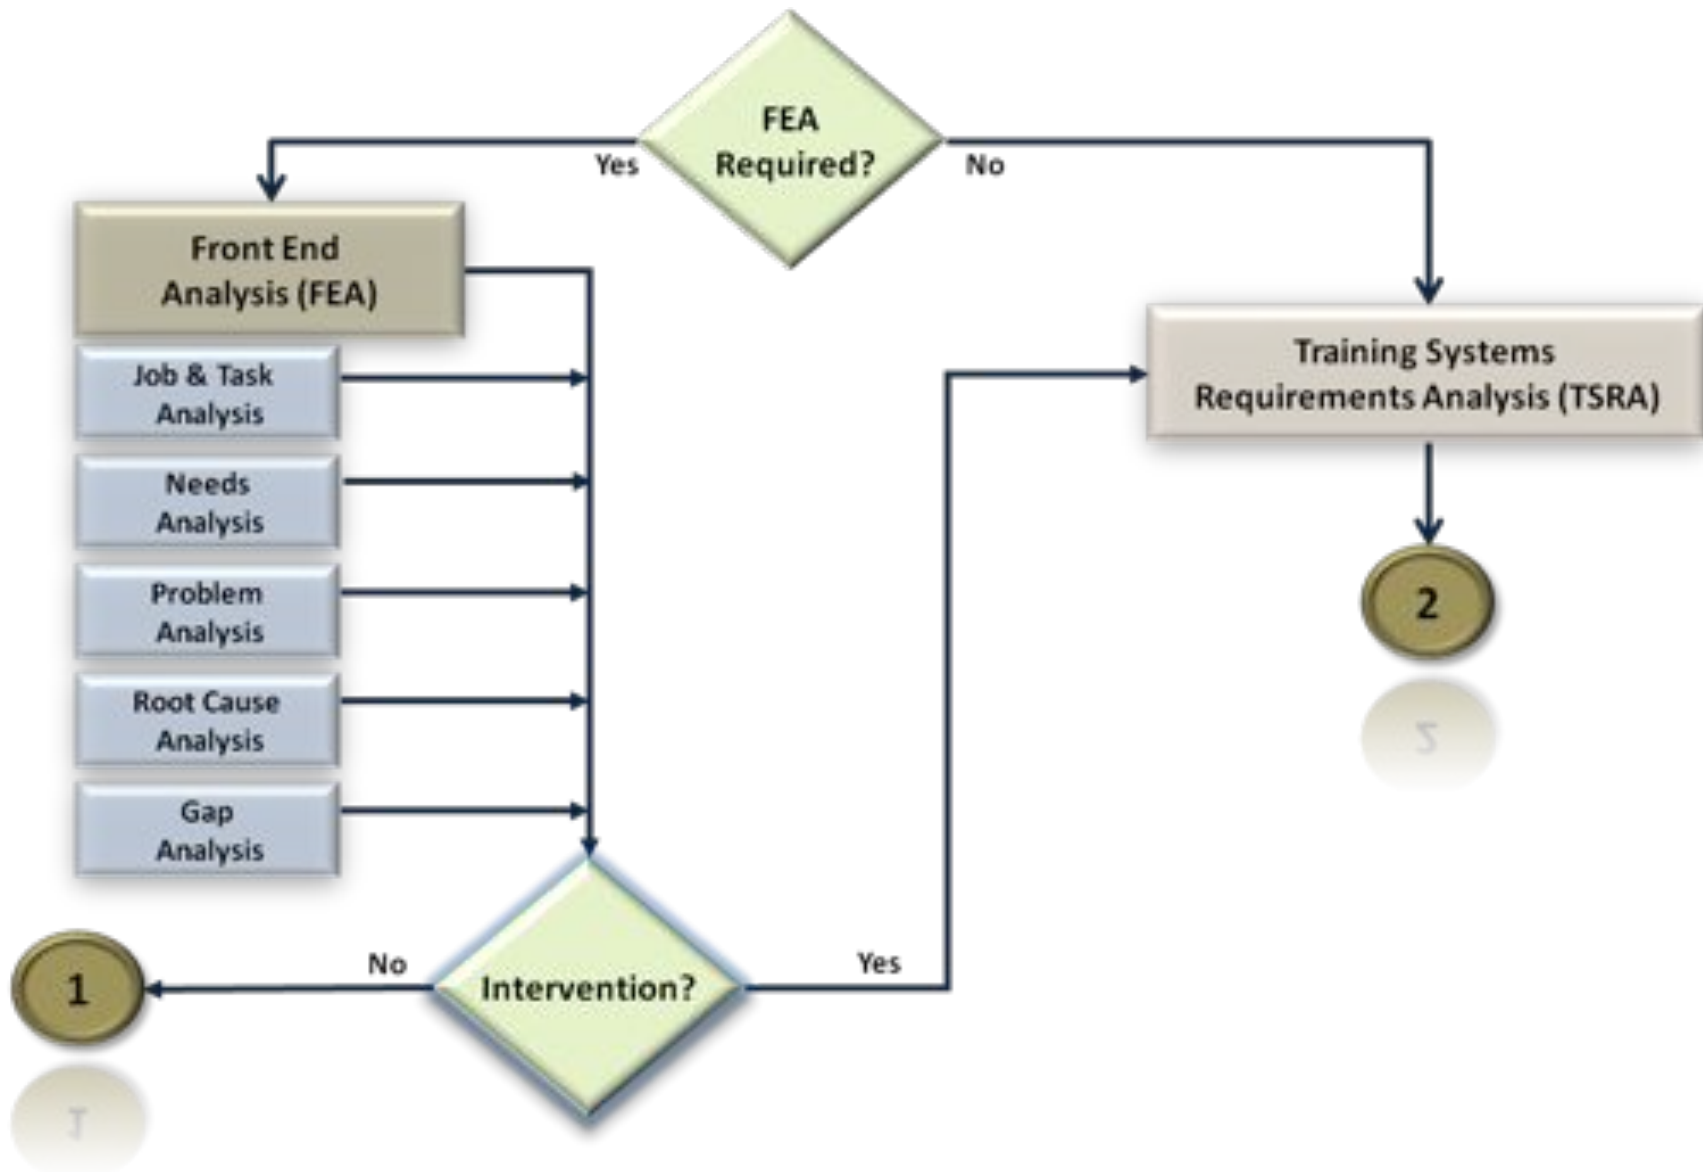 FEA
Required?
Yes
No
Front End
Analysis (FEA)
Job & Task
Analysis
Needs
Analysis
Problem
Analysis
Root Cause
Analysis
Gap
Analysis
Training Systems
Requirements Analysis (TSRA)
2
Intervention?
No
Yes
1